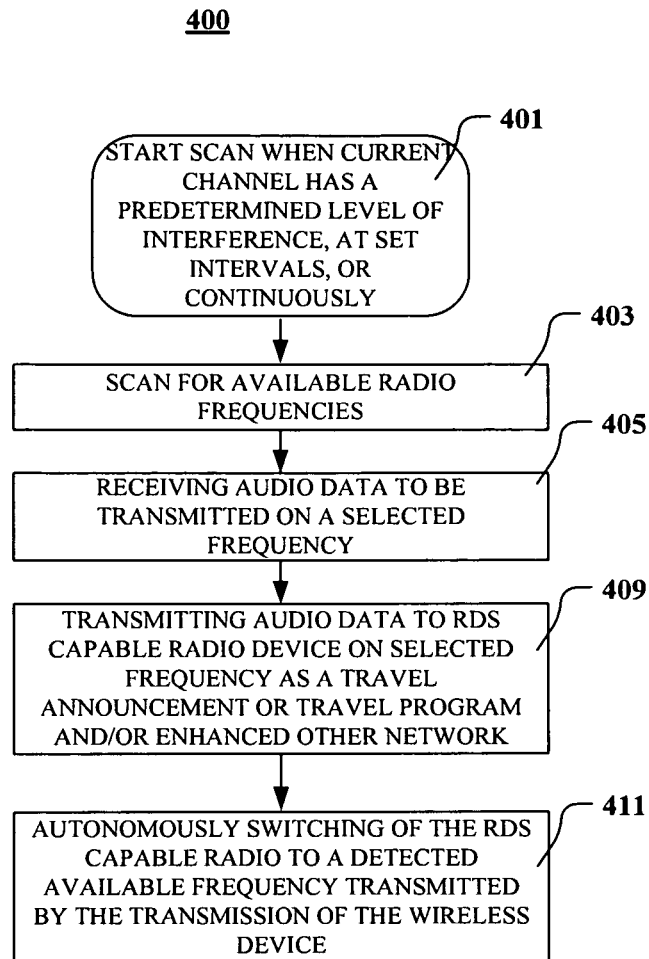 400
401
START SCAN WHEN CURRENT
CHANNEL HAS A
PREDETERMINED LEVEL OF
INTERFERENCE, AT SET
INTERVALS, OR
CONTINUOUSLY
403
SCAN FOR AVAILABLE RADIO
FREQUENCIES
405
RECEIVING AUDIO DATA TO BE
TRANSMITTED ON A SELECTED
FREQUENCY
409
TRANSMITTING AUDIO DATA TO RDS
CAPABLE RADIO DEVICE ON SELECTED
FREQUENCY AS A TRAVEL
ANNOUNCEMENT OR TRAVEL PROGRAM
AND/OR ENHANCED OTHER NETWORK
411
AUTONOMOUSLY SWITCHING OF THE RDS
CAPABLE RADIO TO A DETECTED
AVAILABLE FREQUENCY TRANSMITTED
BY THE TRANSMISSION OF THE WIRELESS
DEVICE